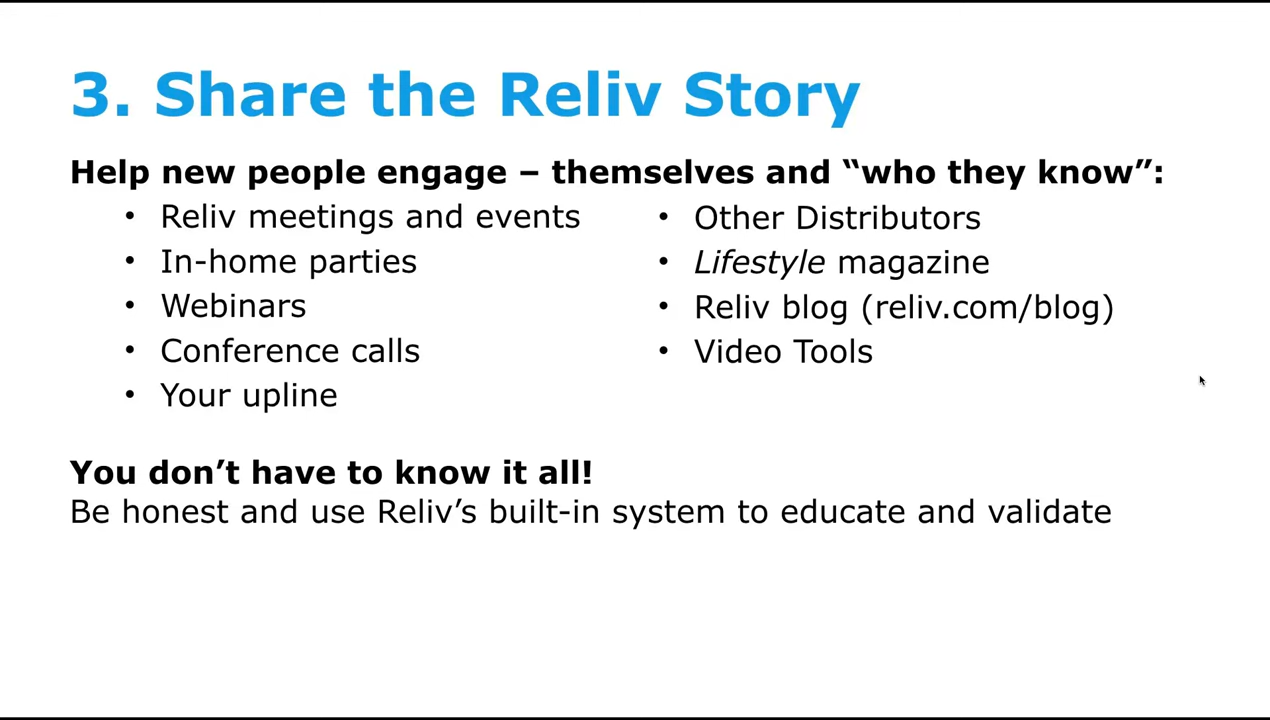 3. Share the Reliv Story
Help new people engage – themselves and “who they know”:
• Reliv meetings and events
• In-home parties
• Webinars
• Conference calls
• Your upline
• Other Distributors
• Lifestyle magazine
• Reliv blog (reliv.com/blog)
• Video Tools
You don’t have to know it all!
Be honest and use Reliv’s built-in system to educate and validate